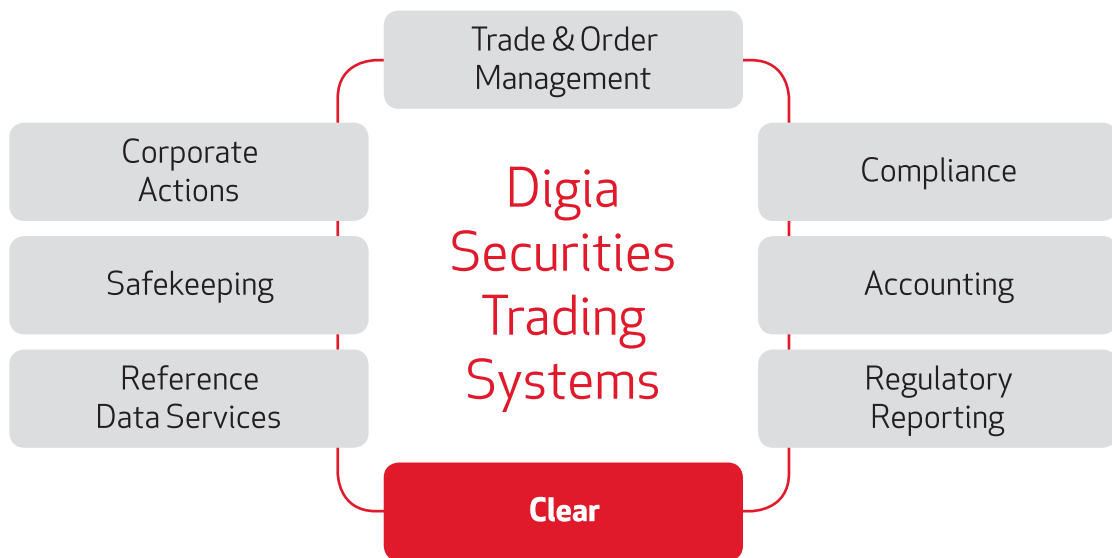 Trade & Order
Management
Corporate
Actions
Safekeeping
Reference
Data Services
Digia
Securities
Trading
Systems
Compliance
Accounting
Regulatory
Reporting
Clear